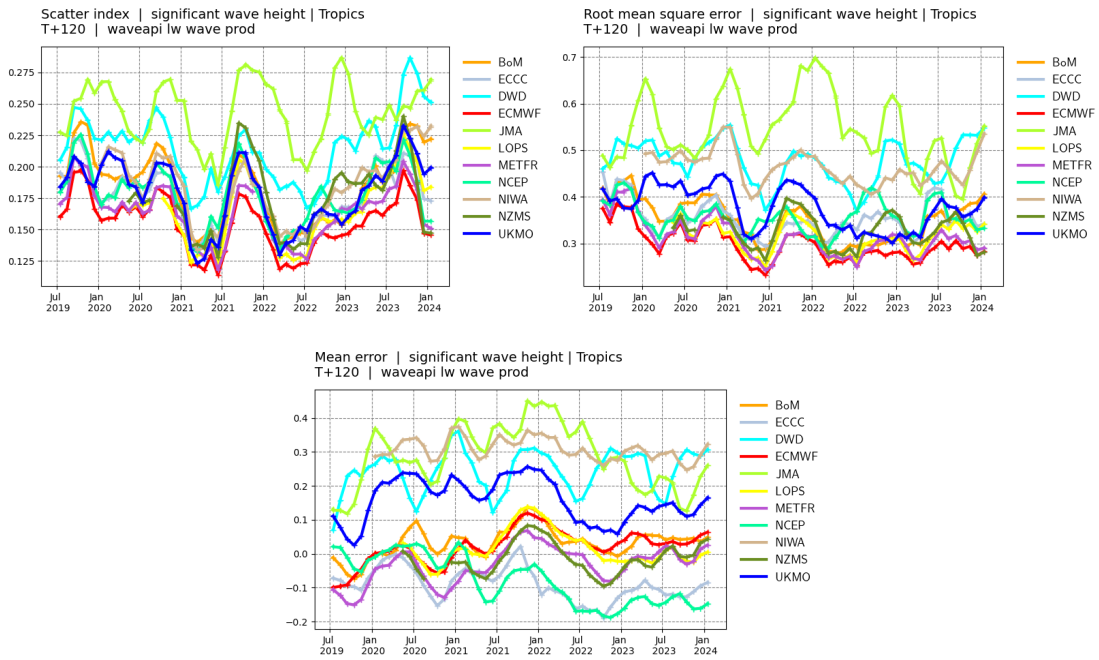 Scatter index | significant wave height | Tropics
T+120 | waveapi lw wave prod
0.275
0.250
0.225
0.200
0.175
0.150
0.125
Jul 2019
Jan 2020
Jul 2020
Jan 2021
Jul 2021
Jan 2022
Jul 2022
Jan 2023
Jul 2023
Jan 2024
BoM
ECCC
DWD
ECMWF
JMA
LOPS
METFR
NCEP
NIWA
NZMS
UKMO
Root mean square error | significant wave height | Tropics
T+120 | waveapi lw wave prod
0.7
0.6
0.5
0.4
0.3
Jul 2019
Jan 2020
Jul 2020
Jan 2021
Jul 2021
Jan 2022
Jul 2022
Jan 2023
Jul 2023
Jan 2024
BoM
ECCC
DWD
ECMWF
JMA
LOPS
METFR
NCEP
NIWA
NZMS
UKMO
Mean error | significant wave height | Tropics
T+120 | waveapi lw wave prod
0.4
0.3
0.2
0.1
0.0
−0.1
−0.2
Jul 2019
Jan 2020
Jul 2020
Jan 2021
Jul 2021
Jan 2022
Jul 2022
Jan 2023
Jul 2023
Jan 2024
BoM
ECCC
DWD
ECMWF
JMA
LOPS
METFR
NCEP
NIWA
NZMS
UKMO